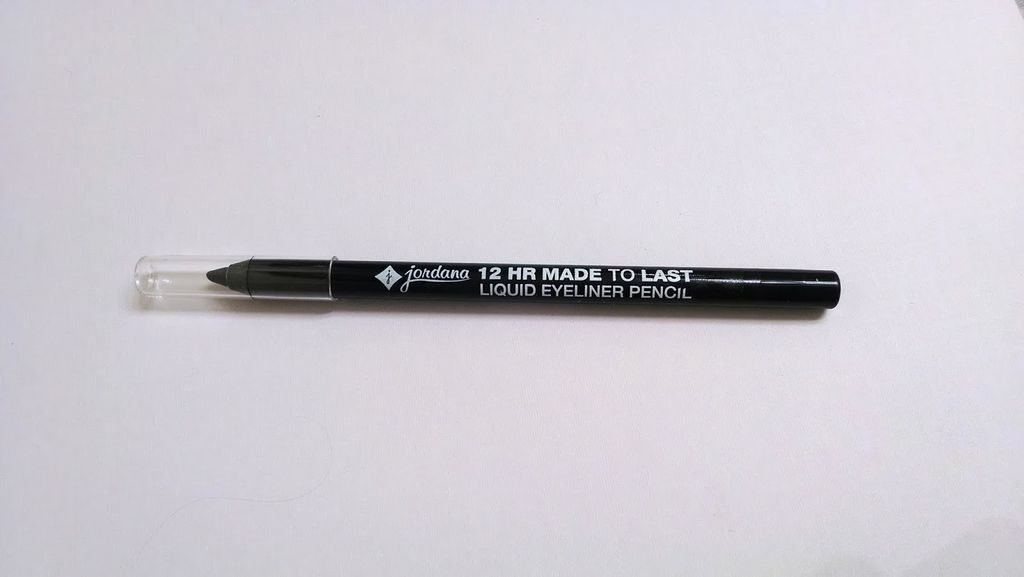 jordana 12 HR MADE TO LAST
LIQUID EYELINER PENCIL